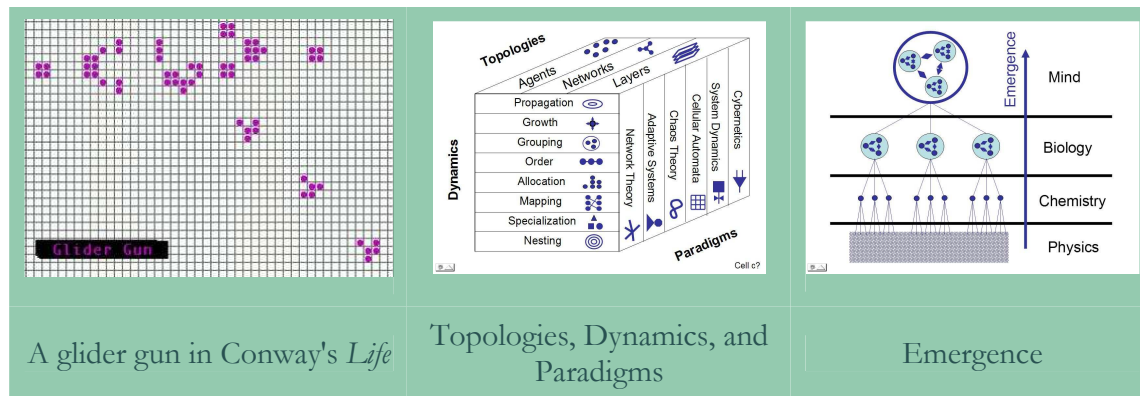 Glider Gun
A glider gun in Conway's Life
Topologies
Agents
Networks
Layers
Dynamics
Propagation
Growth
Grouping
Order
Allocation
Mapping
Specialization
Nesting
Network Theory
Adaptive Systems
Chaos Theory
Cellular Automata
System Dynamics
Cybernetics
Paradigms
Cell c?
Topologies, Dynamics, and
Paradigms
Emergence
Mind
Biology
Chemistry
Physics
Emergence